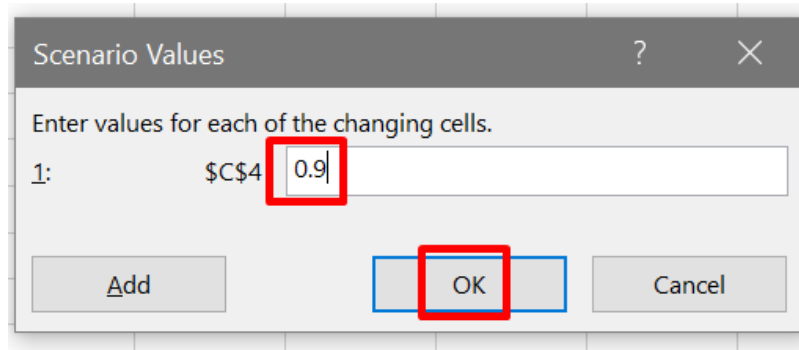 Scenario Values ?
Enter values for each of the changing cells.
1: $C$4 0.9
Add OK Cancel